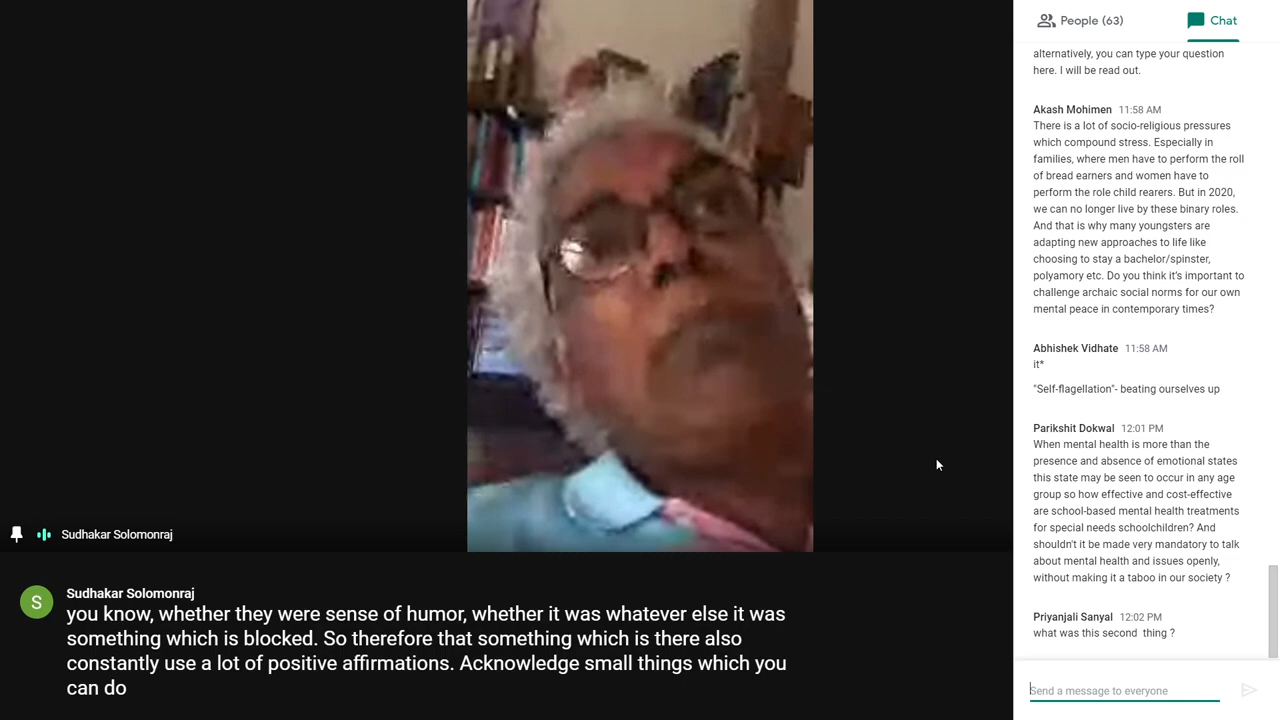 People (63)
Chat
alternatively, you can type your question
here. I will be read out.
Akash Mohimen 11:58 AM
There is a lot of socio-religious pressures
which compound stress. Especially in
families, where men have to perform the roll
of bread earners and women have to
perform the role child rearers. But in 2020,
we can no longer live by these binary roles.
And that is why many youngsters are
adapting new approaches to life like
choosing to stay a bachelor/spinster,
polyamory etc. Do you think it's important to
challenge archaic social norms for our own
mental peace in contemporary times?
Abhishek Vidhate 11:58 AM
it*
"Self-flagellation"- beating ourselves up
Parikshit Dokwal 12:01 PM
When mental health is more than the
presence and absence of emotional states
this state may be seen to occur in any age
group so how effective and cost-effective
are school-based mental health treatments
for special needs schoolchildren? And
shouldn't it be made very mandatory to talk
about mental health and issues openly,
without making it a taboo in our society ?
Priyanjali Sanyal 12:02 PM
what was this second thing ?
Send a message to everyone
Sudhakar Solomonraj
S
Sudhakar Solomonraj
you know, whether they were sense of humor, whether it was whatever else it was
something which is blocked. So therefore that something which is there also
constantly use a lot of positive affirmations. Acknowledge small things which you
can do